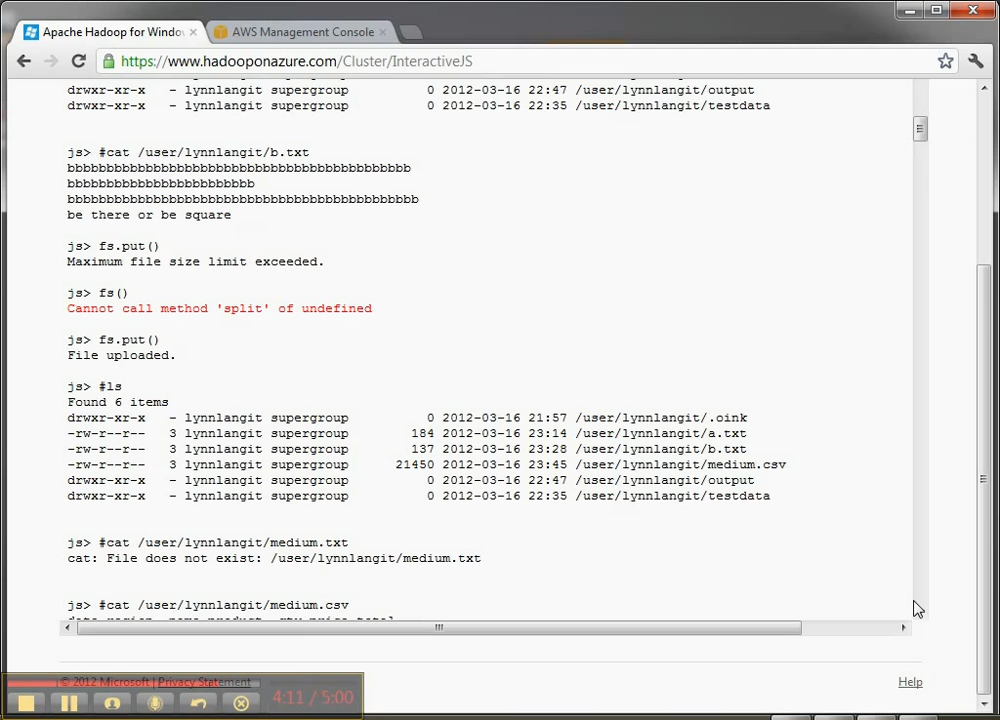 Apache Hadoop for Windo
AWS Management Console
https://www.hadooponazure.com/Cluster/InteractiveJS
drwxr-xr-x   - lynnlangit supergroup          0 2012-03-16 22:47 /user/lynnlangit/output
drwxr-xr-x   - lynnlangit supergroup          0 2012-03-16 22:35 /user/lynnlangit/testdata
js> #cat /user/lynnlangit/b.txt
bbbbbbbbbbbbbbbbbbbbbbbbbbbbbbbbbbbbbbbbbbbb
bbbbbbbbbbbbbbbbbbbbbbbb
bbbbbbbbbbbbbbbbbbbbbbbbbbbbbbbbbbbbbbbbbbbbb
be there or be square
js> fs.put()
Maximum file size limit exceeded.
js> fs()
Cannot call method 'split' of undefined
js> fs.put()
File uploaded.
js> #ls
Found 6 items
drwxr-xr-x   - lynnlangit supergroup          0 2012-03-16 21:57 /user/lynnlangit/.oink
-rw-r--r--   3 lynnlangit supergroup        184 2012-03-16 23:14 /user/lynnlangit/a.txt
-rw-r--r--   3 lynnlangit supergroup        137 2012-03-16 23:28 /user/lynnlangit/b.txt
-rw-r--r--   3 lynnlangit supergroup      21450 2012-03-16 23:45 /user/lynnlangit/medium.csv
drwxr-xr-x   - lynnlangit supergroup          0 2012-03-16 22:47 /user/lynnlangit/output
drwxr-xr-x   - lynnlangit supergroup          0 2012-03-16 22:35 /user/lynnlangit/testdata
js> #cat /user/lynnlangit/medium.txt
cat: File does not exist: /user/lynnlangit/medium.txt
js> #cat /user/lynnlangit/medium.csv
© 2012 Microsoft | Privacy Statement
Help
4:11 / 5:00